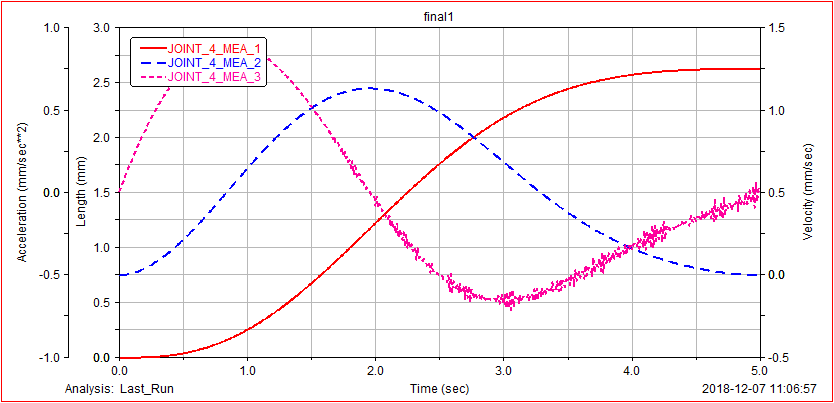 final1
JOINT_4_MEA_1
JOINT_4_MEA_2
JOINT_4_MEA_3
Acceleration (mm/sec**2)
1.0
0.5
0.0
-0.5
-1.0
Length (mm)
3.0
2.5
2.0
1.5
1.0
0.5
0.0
Velocity (mm/sec)
1.5
1.0
0.5
0.0
-0.5
0.0 1.0 2.0 3.0 4.0 5.0
Analysis: Last_Run Time (sec) 2018-12-07 11:06:57